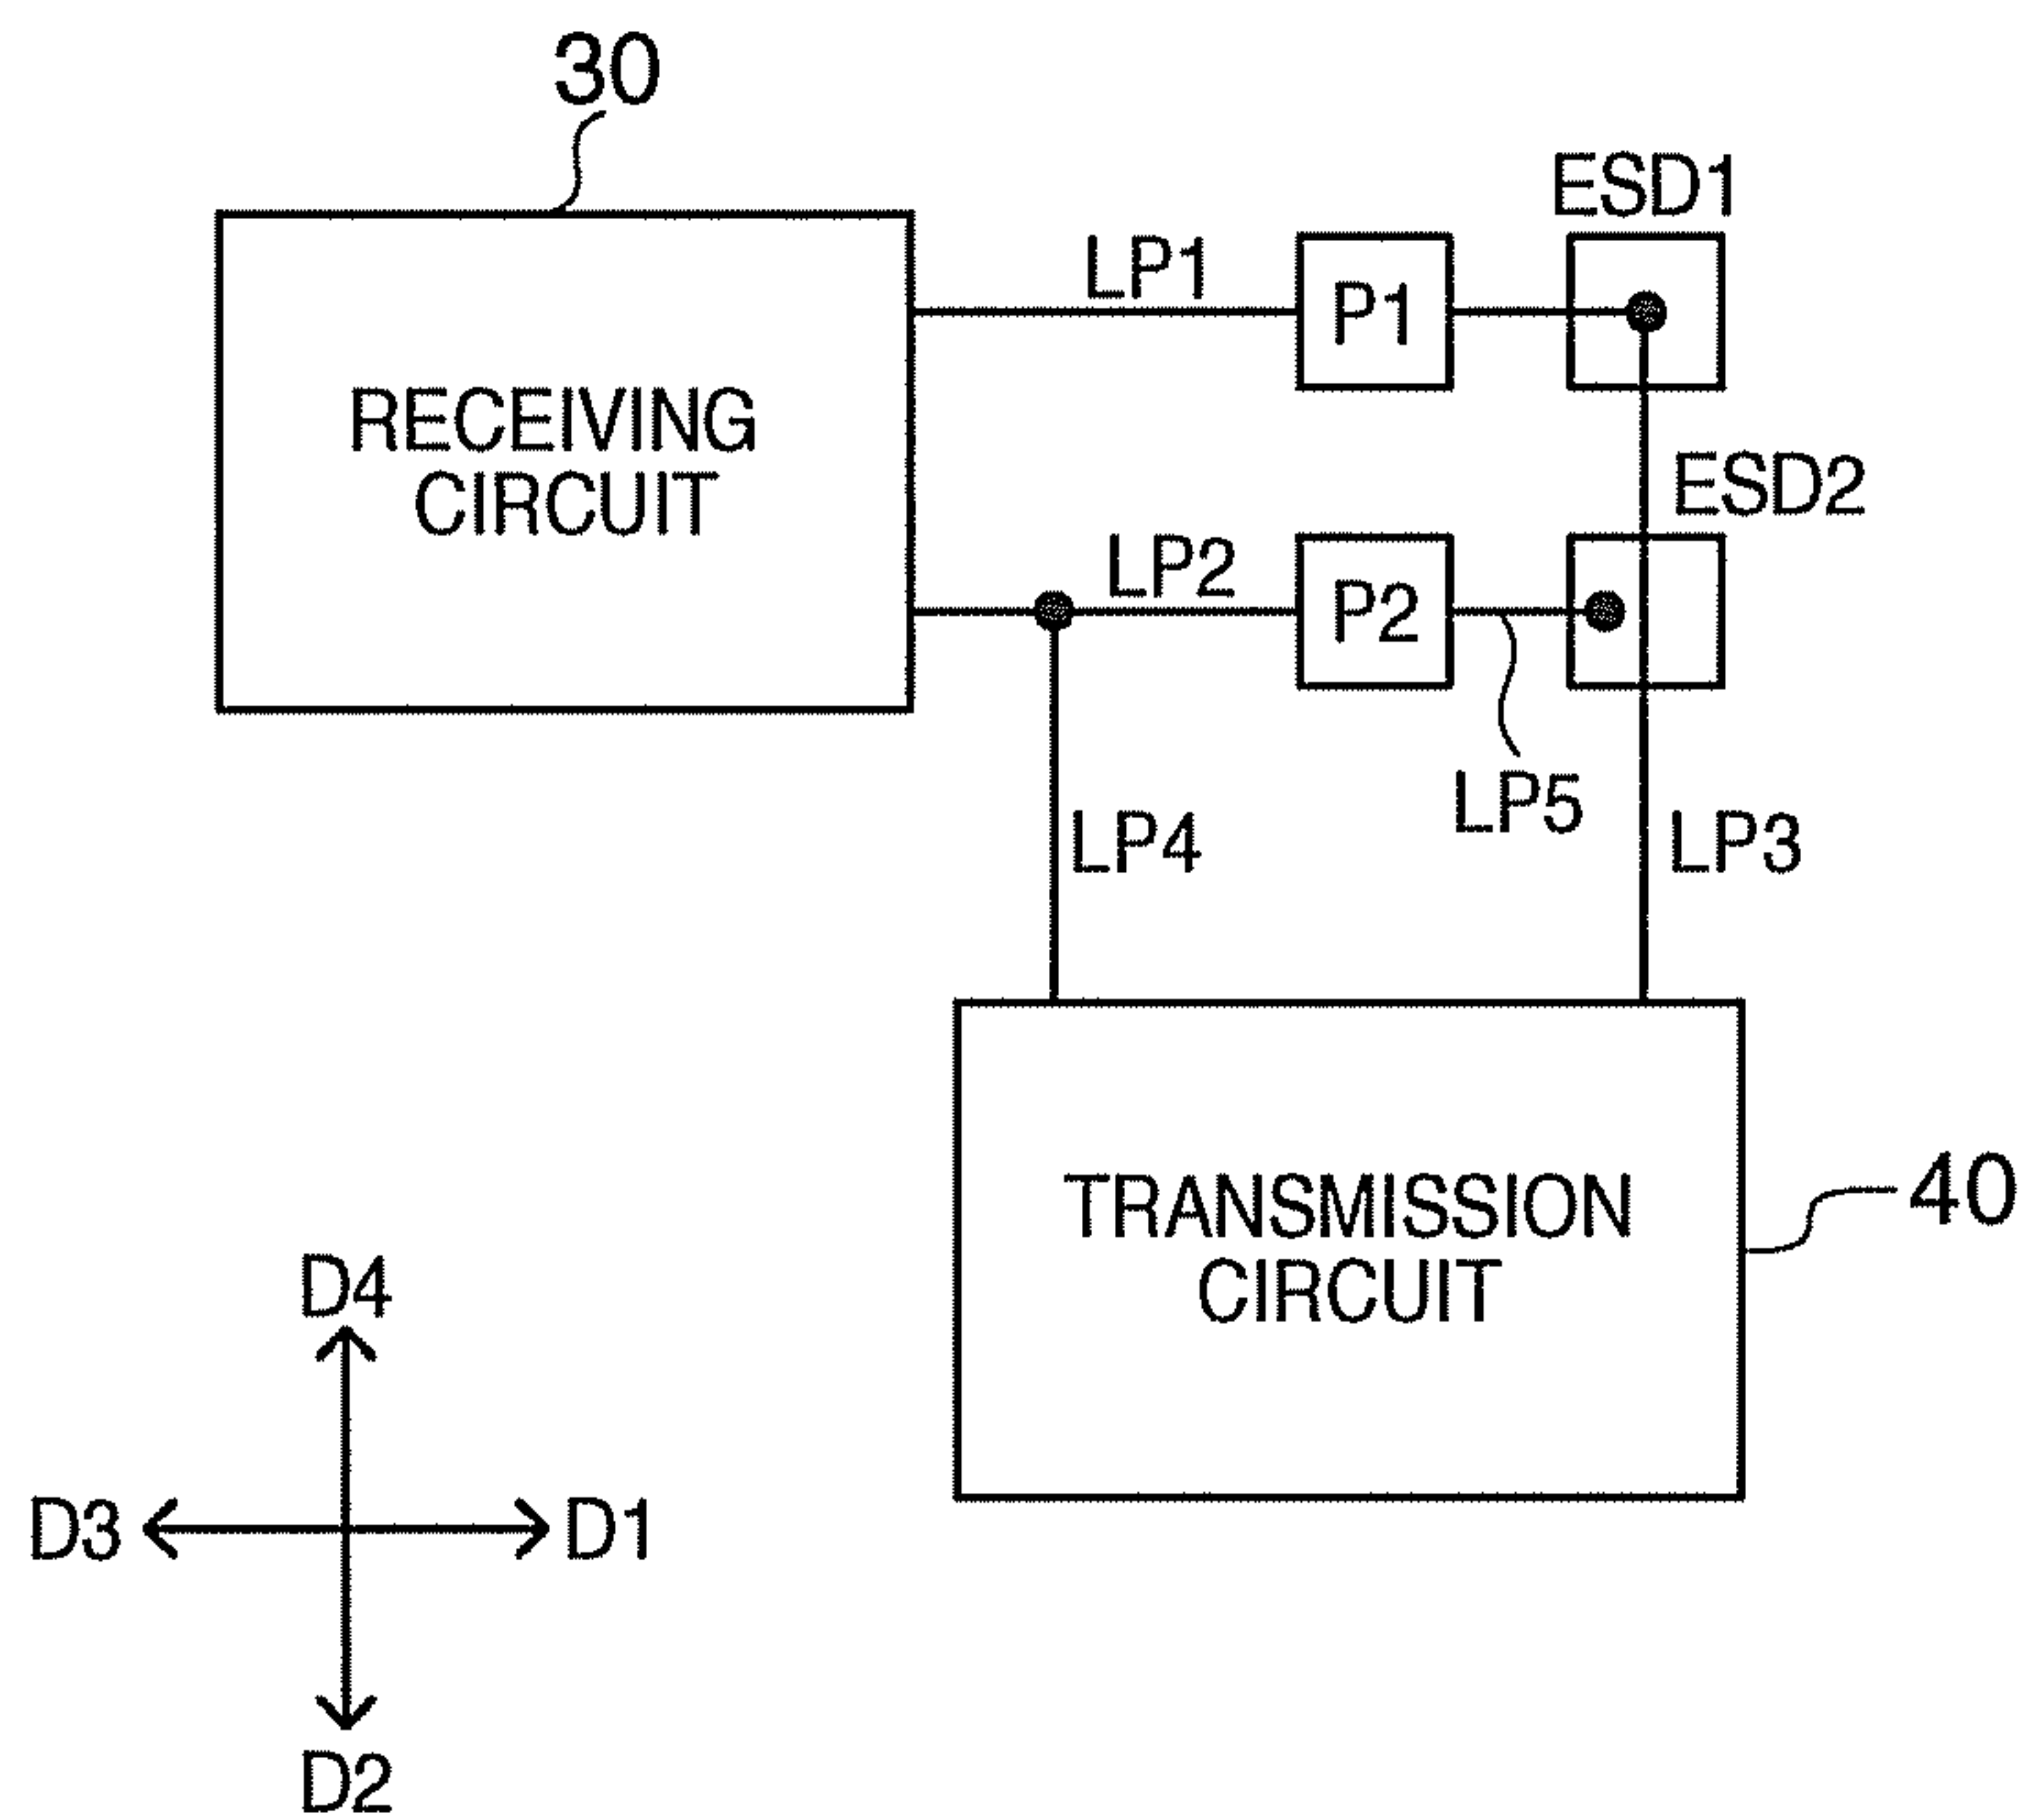 30
ESD1
LP1
P1
RECEIVING
CIRCUIT
ESD2
LP2
P2
LP5
LP4
LP3
TRANSMISSION
CIRCUIT
40
D4
D3
D1
D2